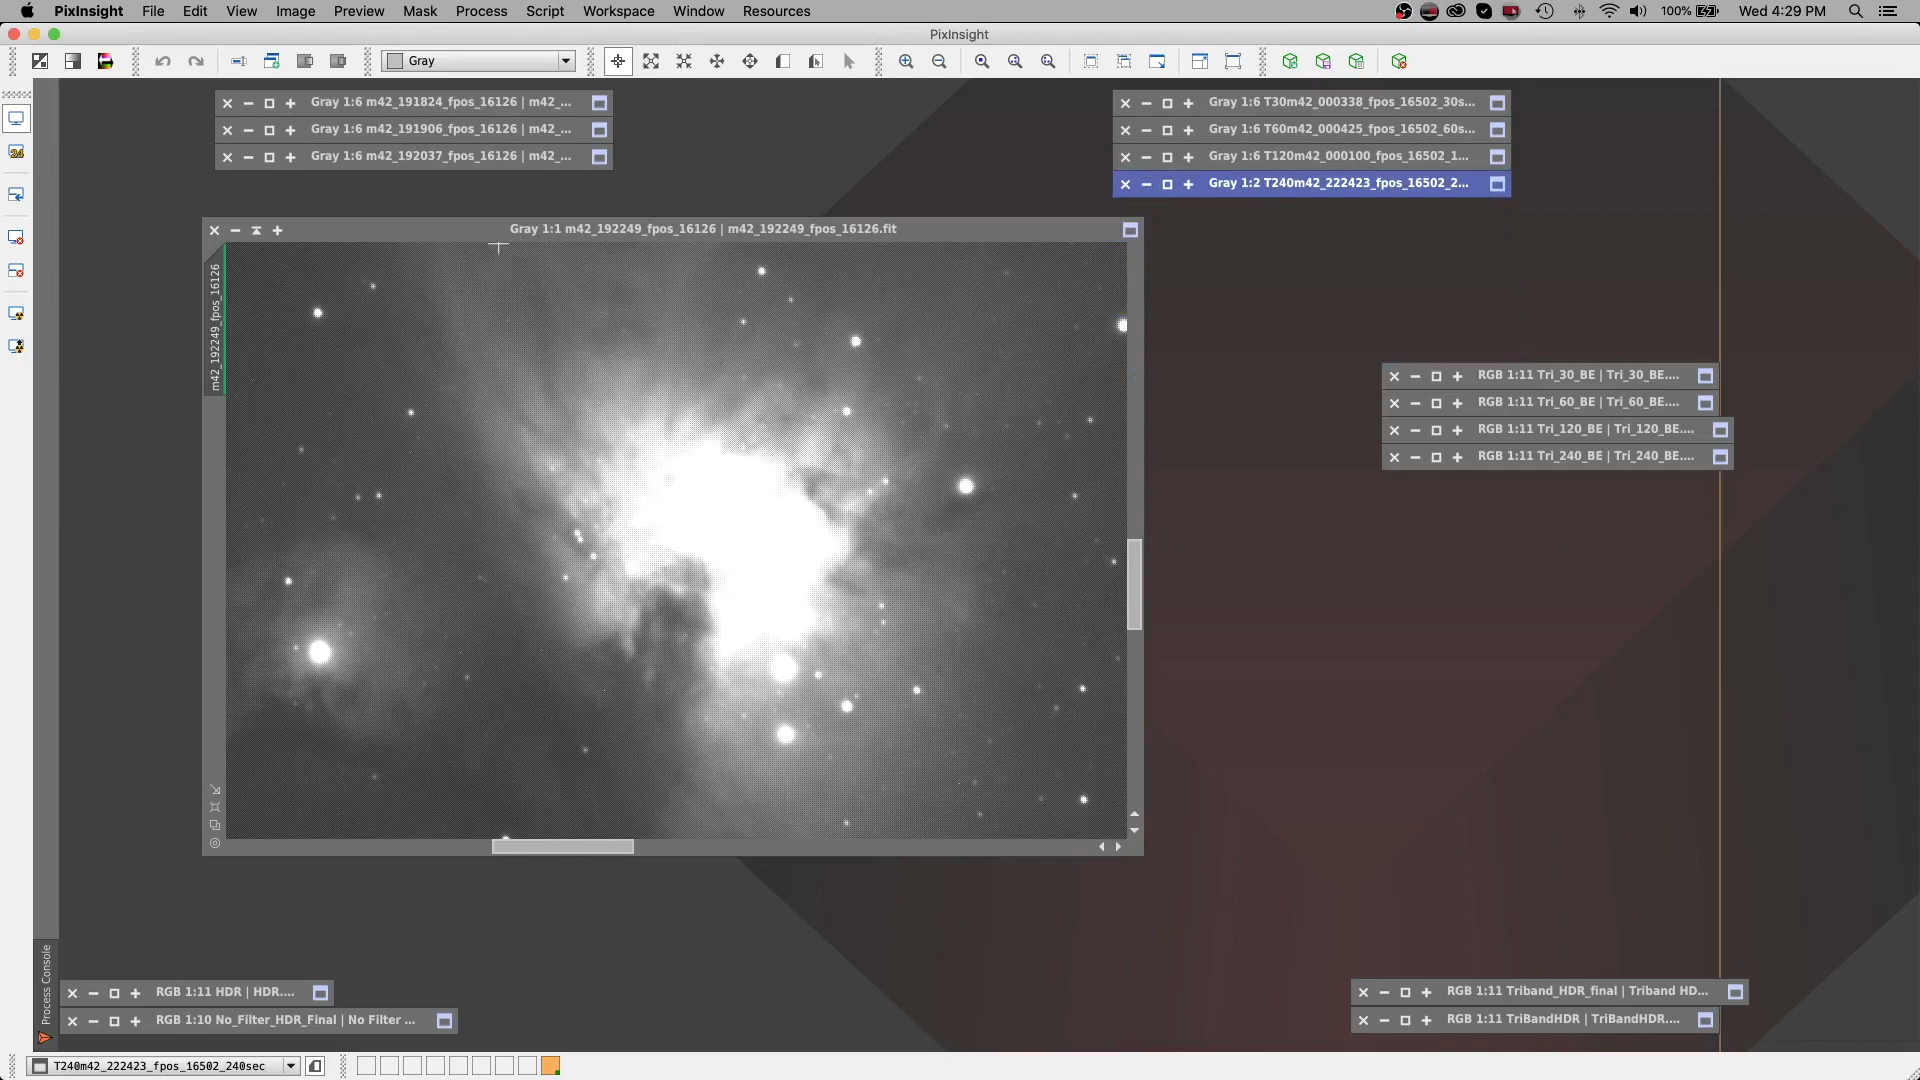 PixInsight File Edit View Image Preview Mask Process Script Workspace Window Resources 100% Wed 4:29 PM
PixInsight
Gray
Gray 1:6 m42_191824_fpos_16126 | m42_...
Gray 1:6 m42_191906_fpos_16126 | m42_...
Gray 1:6 m42_192037_fpos_16126 | m42_...
Gray 1:6 T30m42_000338_fpos_16502_30s...
Gray 1:6 T60m42_000425_fpos_16502_60s...
Gray 1:6 T120m42_000100_fpos_16502_1...
Gray 1:2 T240m42_222423_fpos_16502_2...
Gray 1:1 m42_192249_fpos_16126 | m42_192249_fpos_16126.fit
m42_192249_fpos_16126
RGB 1:11 Tri_30_BE | Tri_30_BE....
RGB 1:11 Tri_60_BE | Tri_60_BE....
RGB 1:11 Tri_120_BE | Tri_120_BE....
RGB 1:11 Tri_240_BE | Tri_240_BE....
Process Console
RGB 1:11 HDR | HDR....
RGB 1:10 No_Filter_HDR_Final | No Filter ...
RGB 1:11 Triband_HDR_final | Triband HD...
RGB 1:11 TriBandHDR | TriBandHDR....
T240m42_222423_fpos_16502_240sec